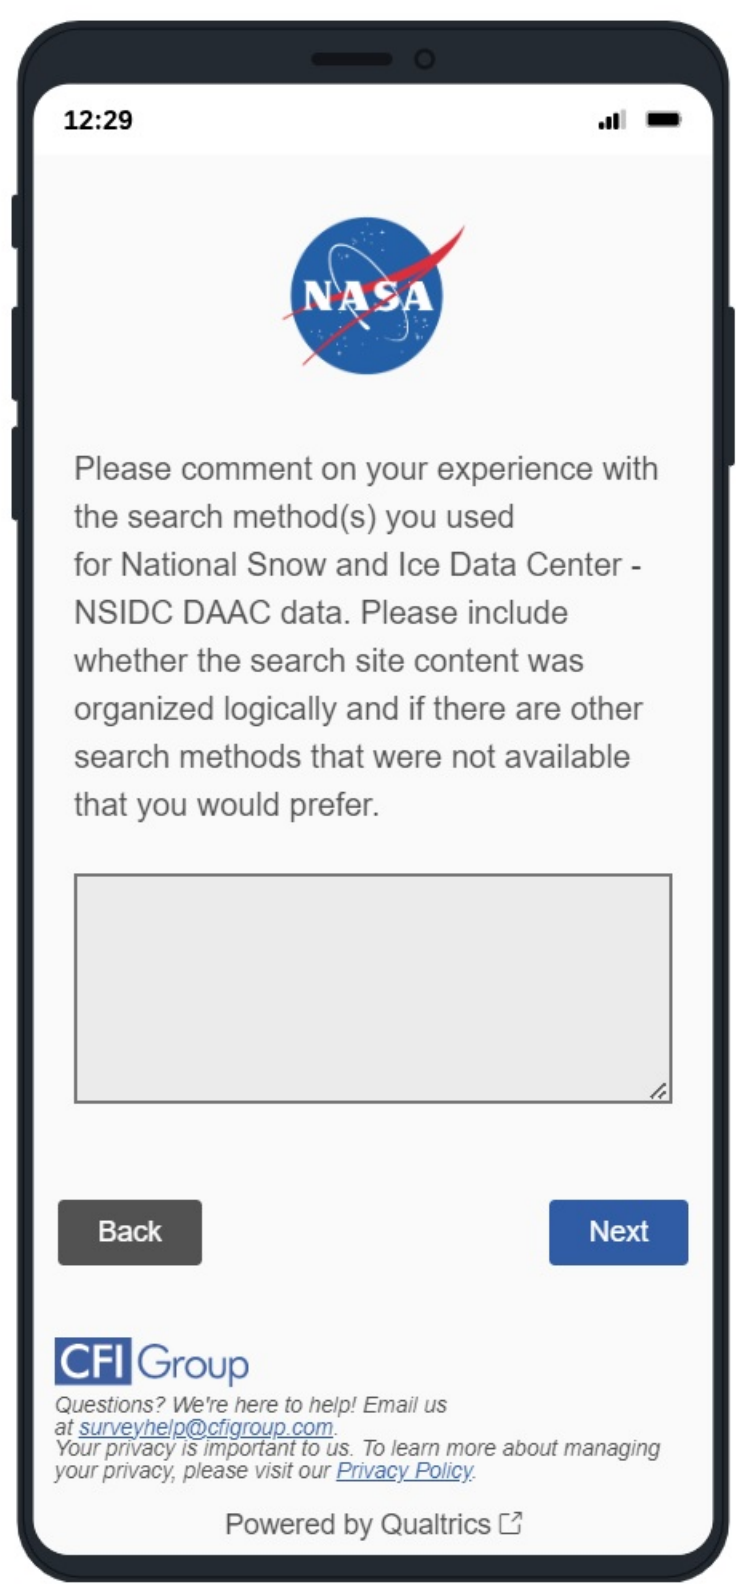 12:29
NASA
Please comment on your experience with
the search method(s) you used
for National Snow and Ice Data Center -
NSIDC DAAC data. Please include
whether the search site content was
organized logically and if there are other
search methods that were not available
that you would prefer.
Back
Next
CFI Group
Questions? We're here to help! Email us
at surveyhelp@cfigroup.com.
Your privacy is important to us. To learn more about managing
your privacy, please visit our Privacy Policy.
Powered by Qualtrics